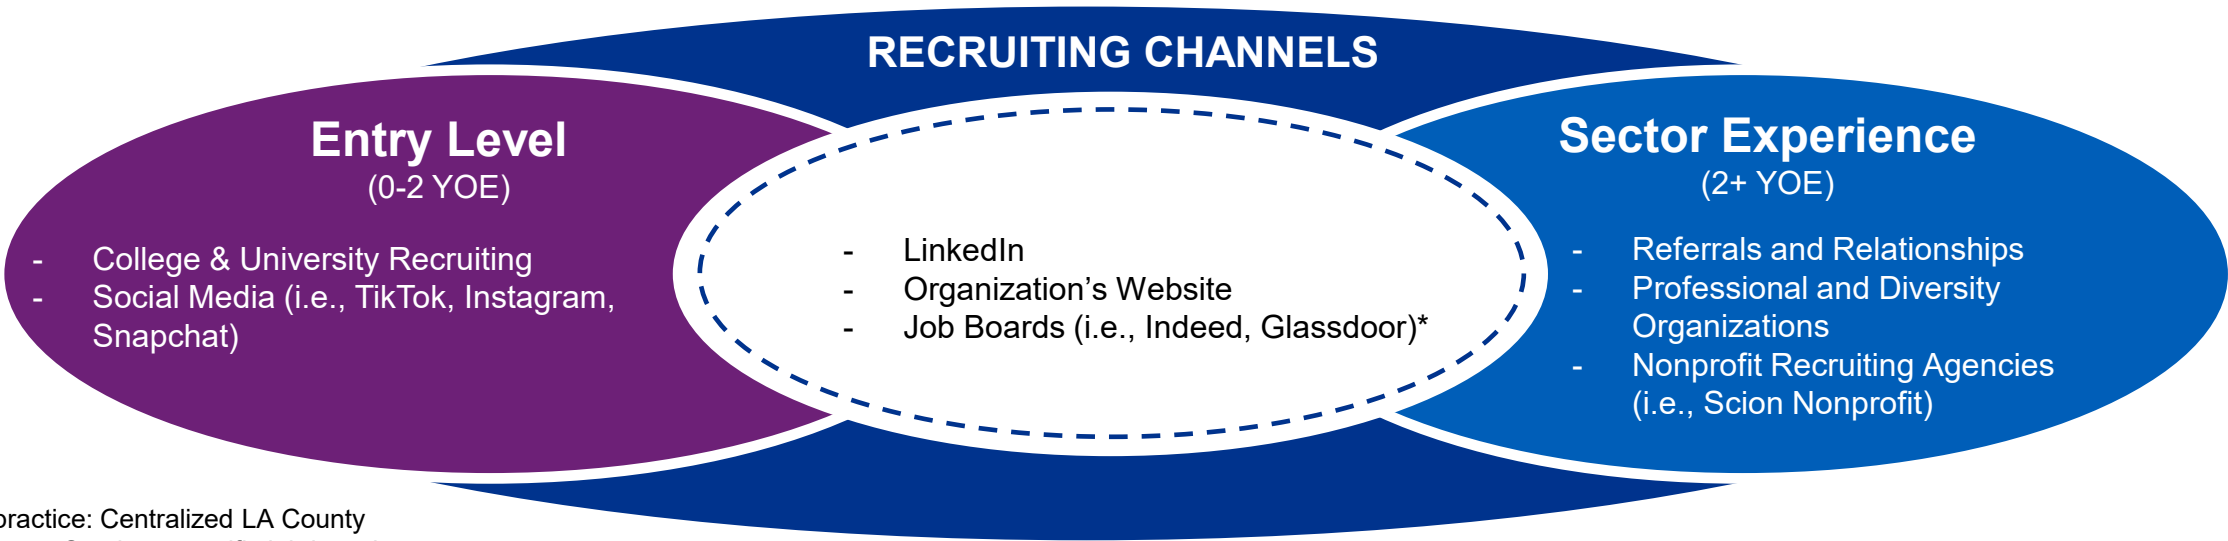 RECRUITING CHANNELS
Entry Level
(0-2 YOE)
- College & University Recruiting
- Social Media (i.e., TikTok, Instagram,
Snapchat)
- LinkedIn
- Organization’s Website
- Job Boards (i.e., Indeed, Glassdoor)*
Sector Experience
(2+ YOE)
- Referrals and Relationships
- Professional and Diversity
Organizations
- Nonprofit Recruiting Agencies
(i.e., Scion Nonprofit)
practice: Centralized LA County